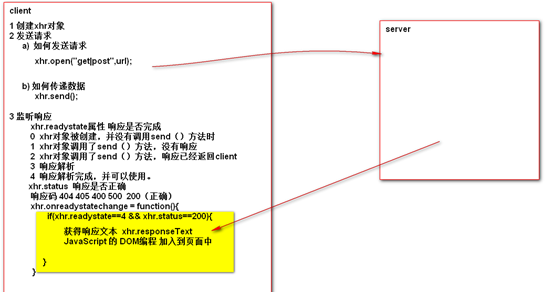 client
1 创建xhr对象
2 发送请求
a) 如何发送请求
xhr.open("get|post",url);
b) 如何传递数据
xhr.send();
3 监听响应
xhr.readystate属性 响应是否完成
0 xhr对象被创建，并没有调用send（）方法时
1 xhr对象调用了send（）方法，没有响应
2 xhr对象调用了send（）方法，响应已经返回client
3 响应解析
4 响应解析完成，并可以使用。
xhr.status 响应是否正确
响应码 404 405 400 500 200（正确）
xhr.onreadystatechange = function(){
if(xhr.readystate==4 && xhr.status==200){
获得响应文本 xhr.responseText
JavaScript 的 DOM编程 加入到页面中
}
}
server